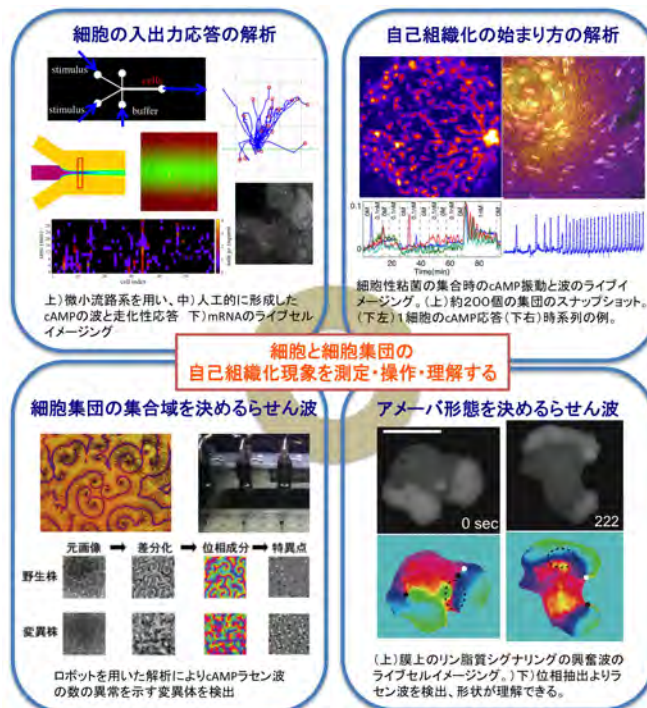 細胞の入出力応答の解析
stimulus
cells
stimulus
buffer
cell index
上)微小流路系を用い、中)人工的に形成した
cAMPの波と走化性応答 下)mRNAのライブセル
イメージング
自己組織化の始まり方の解析
0.1
0
20
40
60
80
Time(min)
細胞性粘菌の集合時のcAMP振動と波のライブイ
メージング。(上)約200個の集団のスナップショット。
(下左)1細胞のcAMP応答(下右)時系列の例。
細胞と細胞集団の
自己組織化現象を測定・操作・理解する
細胞集団の集合域を決めるらせん波
元画像 差分化 位相成分 特異点
野生株
変異株
ロボットを用いた解析によりcAMPラセン波
の数の異常を示す変異体を検出
アメーバ形態を決めるらせん波
0 sec
222
(上)膜上のリン脂質シグナリングの興奮波の
ライブセルイメージング。)下)位相抽出よりラ
セン波を検出、形状が理解できる。